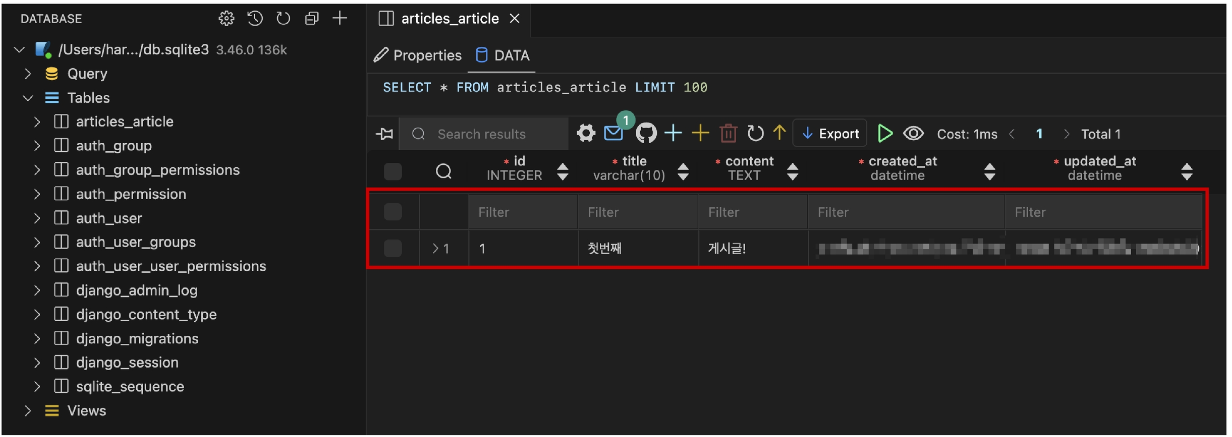 DATABASE
/Users/har.../db.sqlite3 3.46.0 136k
Query
Tables
articles_article
auth_group
auth_group_permissions
auth_permission
auth_user
auth_user_groups
auth_user_user_permissions
django_admin_log
django_content_type
django_migrations
django_session
sqlite_sequence
Views
articles_article
Properties DATA
SELECT * FROM articles_article LIMIT 100
Search results 1 Export Cost: 1ms < 1 > Total 1
* id * title * content * created_at * updated_at
INTEGER varchar(10) TEXT datetime datetime
Filter Filter Filter Filter Filter
> 1 1 첫번째 게시글!